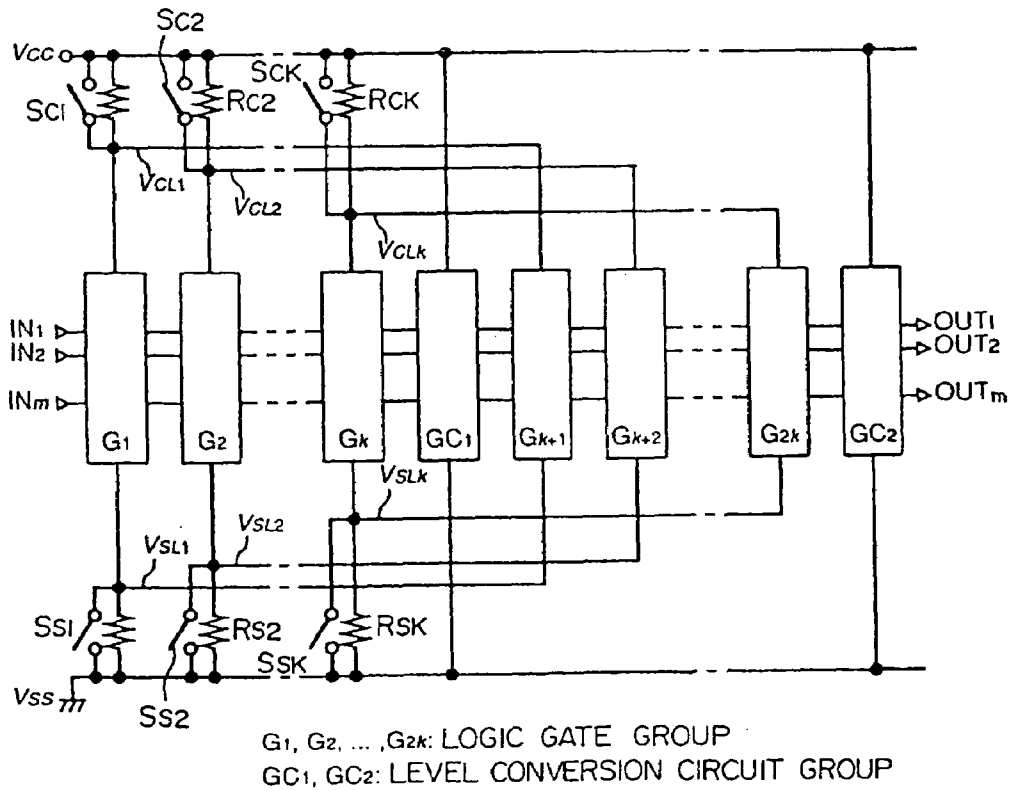 SC2
VCC
SCK
SC1
RC2
RCK
VCL1
VCL2
VCLk
IN1
IN2
INm
OUT1
OUT2
OUTm
G1
G2
Gk
GC1
Gk+1
Gk+2
G2k
GC2
VSLk
VSL2
VSL1
SS1
RS2
RSK
SSK
VSS
SS2
G1, G2, ... ,G2k: LOGIC GATE GROUP
GC1, GC2: LEVEL CONVERSION CIRCUIT GROUP